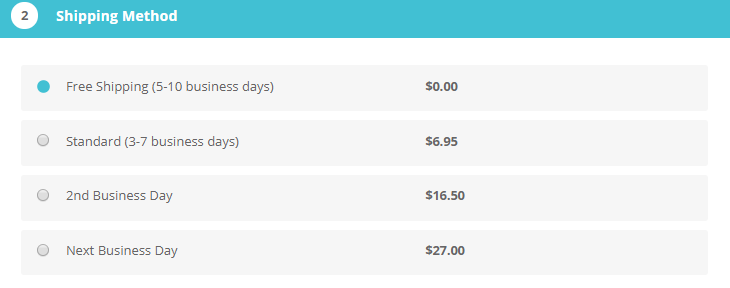 2 Shipping Method
Free Shipping (5-10 business days) $0.00
Standard (3-7 business days) $6.95
2nd Business Day $16.50
Next Business Day $27.00